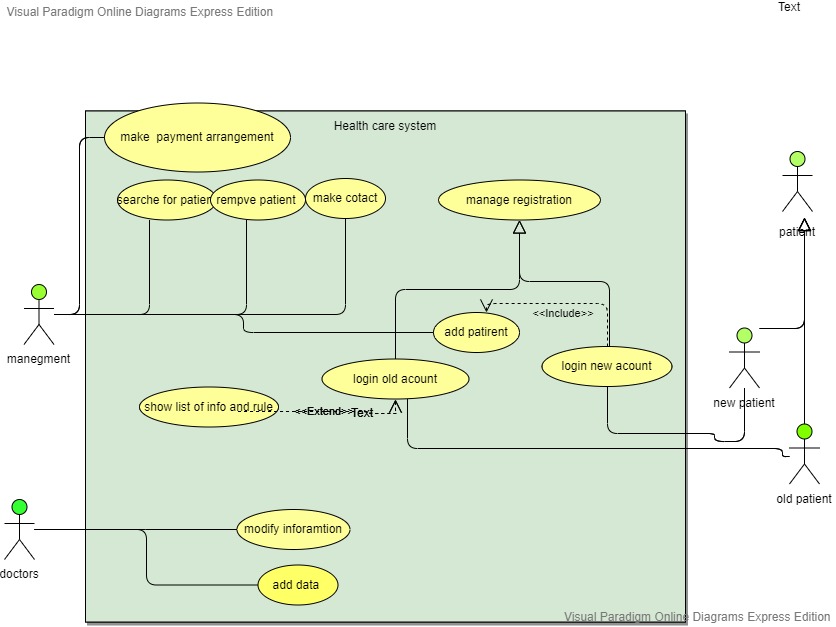 Visual Paradigm Online Diagrams Express Edition
Text
Health care system
make  payment arrangement
searche for patien
rempve patient
make cotact
manage registration
patient
<<Include>>
add patirent
manegment
login old acount
login new acount
new patient
show list of info and rule
<<Extend>>
Text
old patient
modify inforamtion
doctors
add data
Visual Paradigm Online Diagrams Express Edition